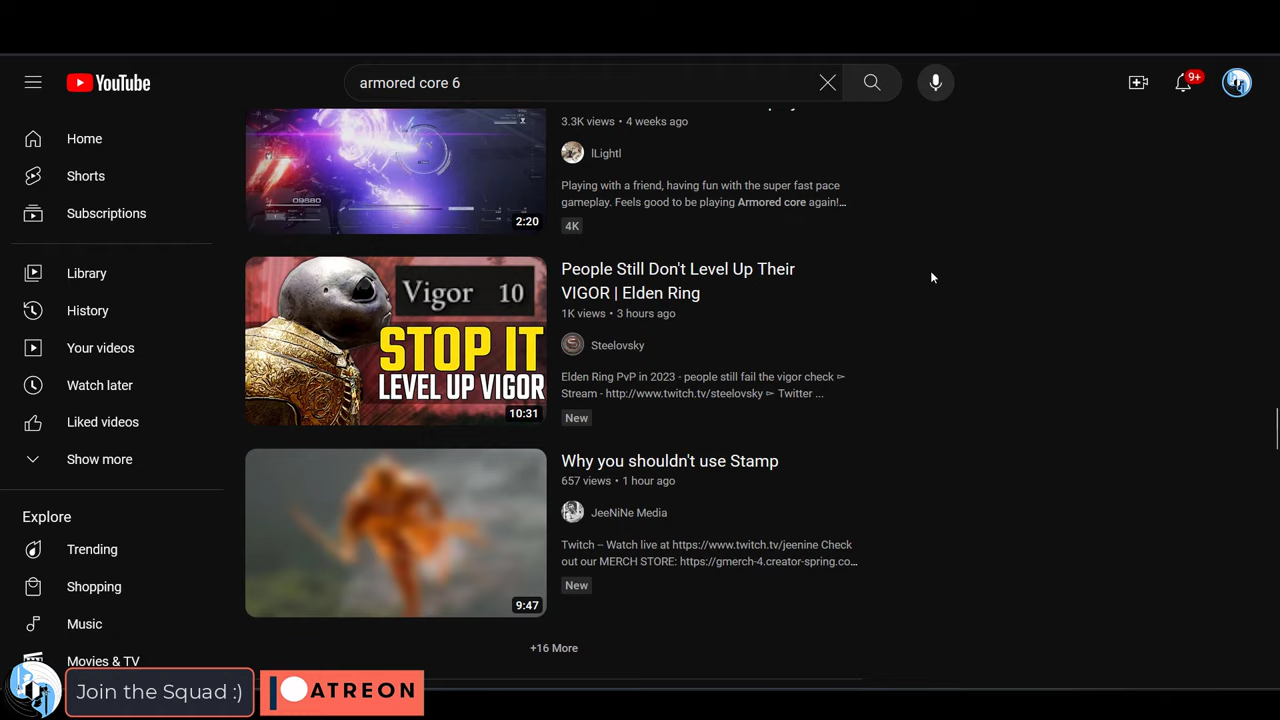 YouTube
armored core 6
9+
Home
Shorts
Subscriptions
Library
History
Your videos
Watch later
Liked videos
Show more
Explore
Trending
Shopping
Music
Movies & TV
09880
2:20
3.3K views • 4 weeks ago
lLightl
Playing with a friend, having fun with the super fast pace
gameplay. Feels good to be playing Armored core again!...
4K
Vigor 10
STOP IT
LEVEL UP VIGOR
10:31
People Still Don't Level Up Their
VIGOR | Elden Ring
1K views • 3 hours ago
Steelovsky
Elden Ring PvP in 2023 - people still fail the vigor check ►
Stream - http://www.twitch.tv/steelovsky ► Twitter ...
New
9:47
Why you shouldn't use Stamp
657 views • 1 hour ago
JeeNiNe Media
Twitch -- Watch live at https://www.twitch.tv/jeenine Check
out our MERCH STORE: https://gmerch-4.creator-spring.co...
New
+16 More
Join the Squad :)
PATREON